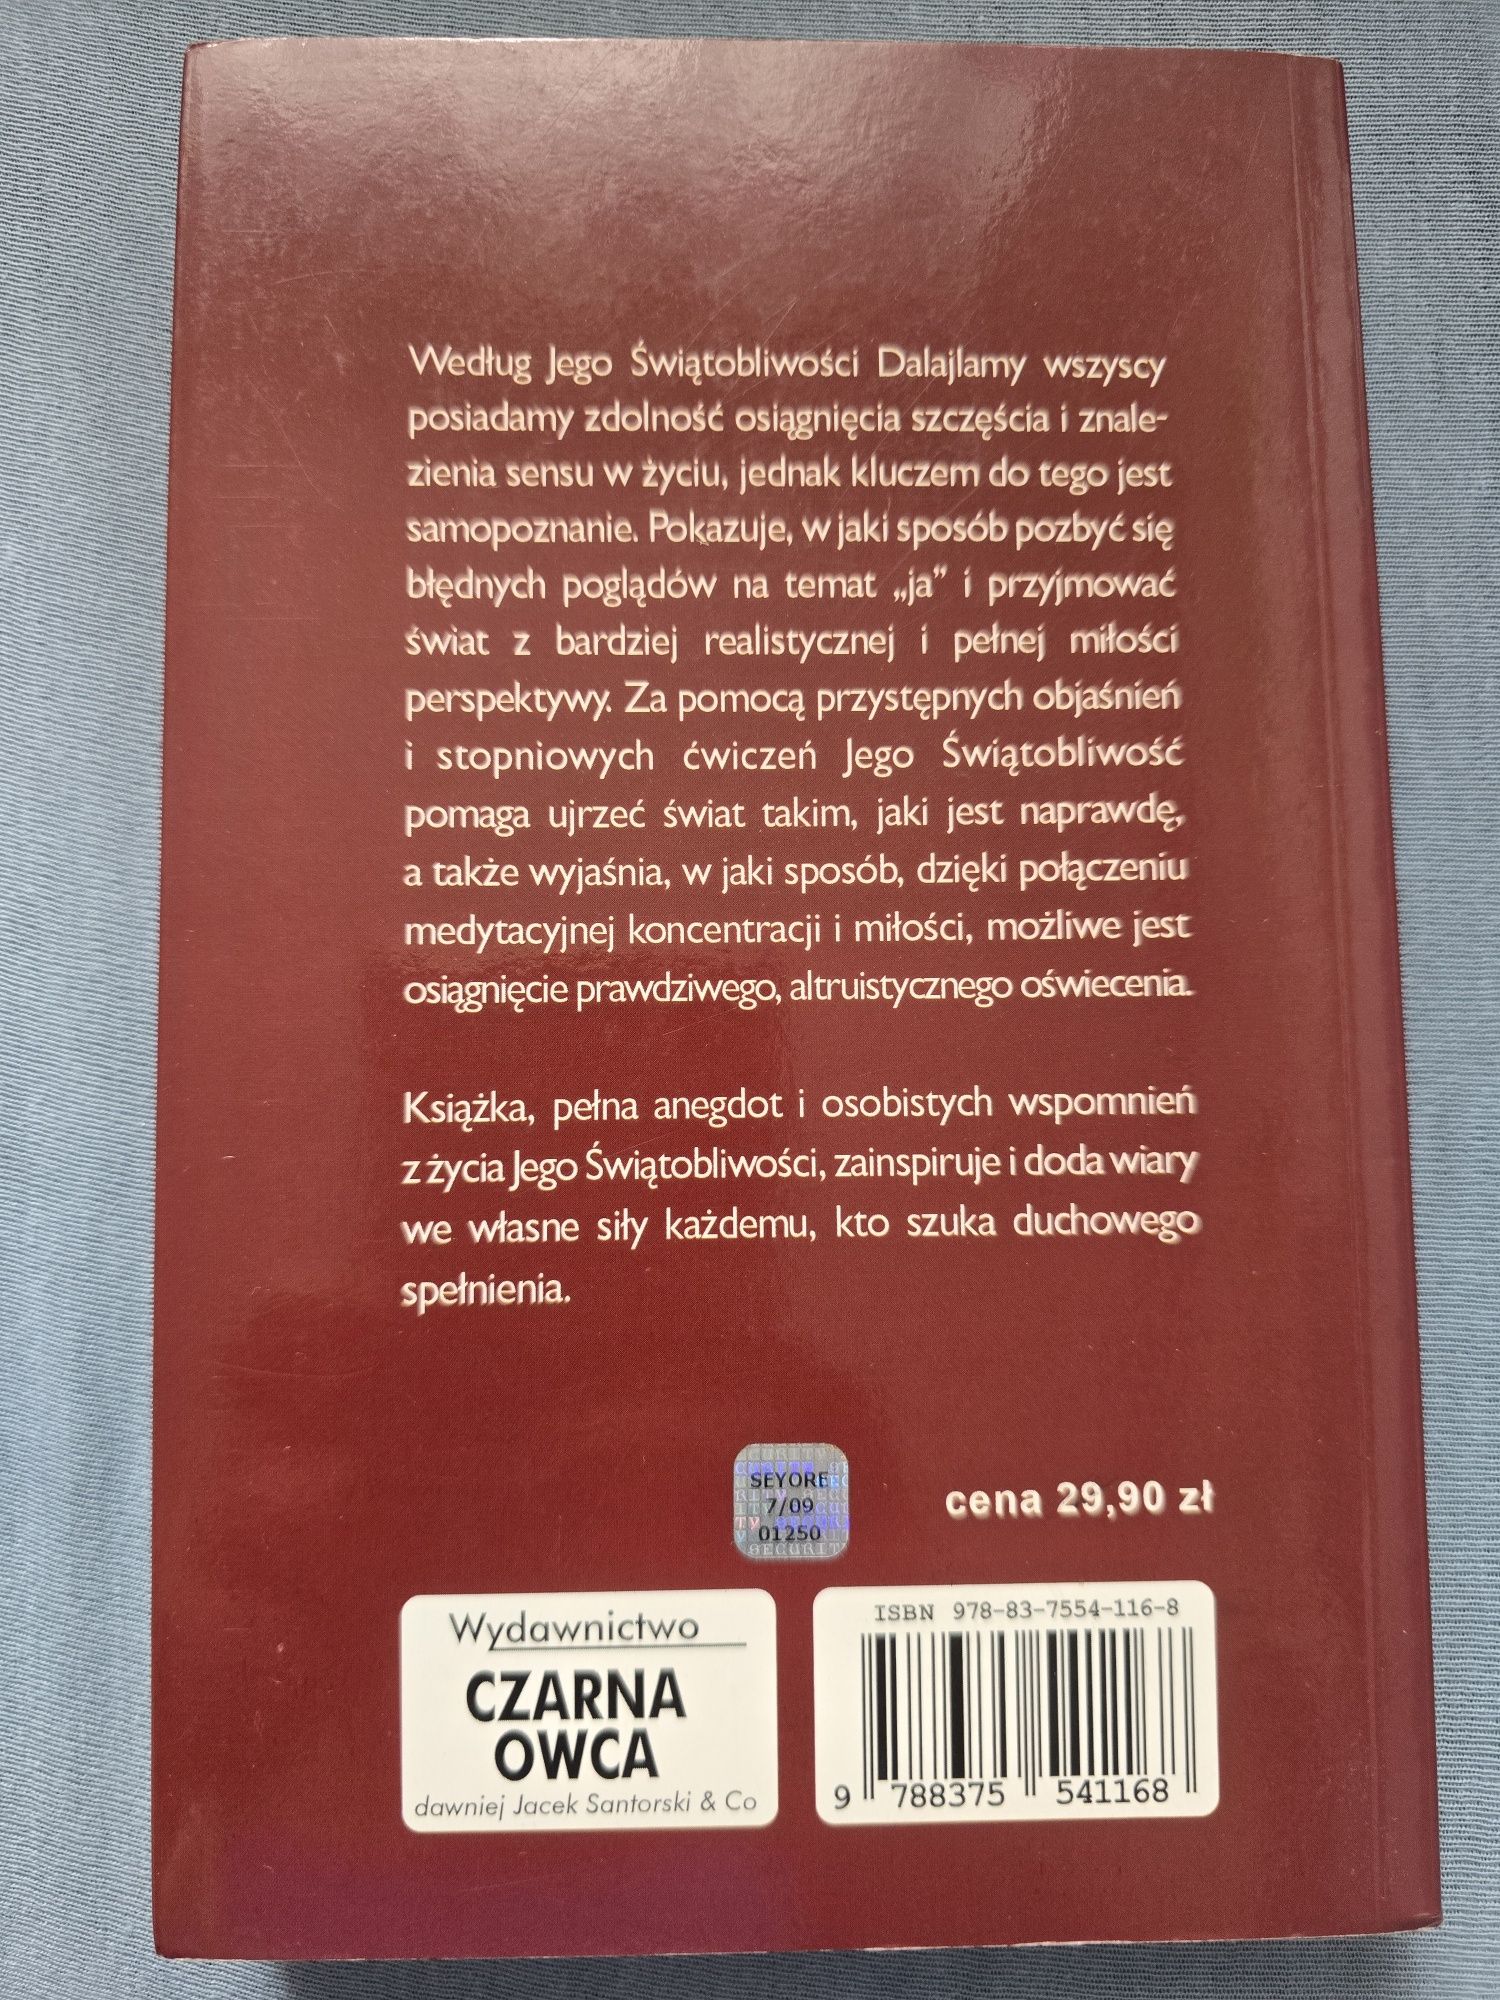 Według Jego Świątobliwości Dalajlamy wszyscy
posiadamy zdolność osiągnięcia szczęścia i znale-
zienia sensu w życiu, jednak kluczem do tego jest
samopoznanie. Pokazuje, w jaki sposób pozbyć się
błędnych poglądów na temat „ja” i przyjmować
świat z bardziej realistycznej i pełnej miłości
perspektywy. Za pomocą przystępnych objaśnień
i stopniowych ćwiczeń Jego Świątobliwość
pomaga ujrzeć świat takim, jaki jest naprawdę,
a także wyjaśnia, w jaki sposób, dzięki połączeniu
medytacyjnej koncentracji i miłości, możliwe jest
osiągnięcie prawdziwego, altruistycznego oświecenia.
Książka, pełna anegdot i osobistych wspomnień
z życia Jego Świątobliwości, zainspiruje i doda wiary
we własne siły każdemu, kto szuka duchowego
spełnienia.
SEYORE
7/09
01250
cena 29,90 zł
Wydawnictwo
CZARNA
OWCA
dawniej Jacek Santorski & Co
ISBN 978-83-7554-116-8
9 788375 541168